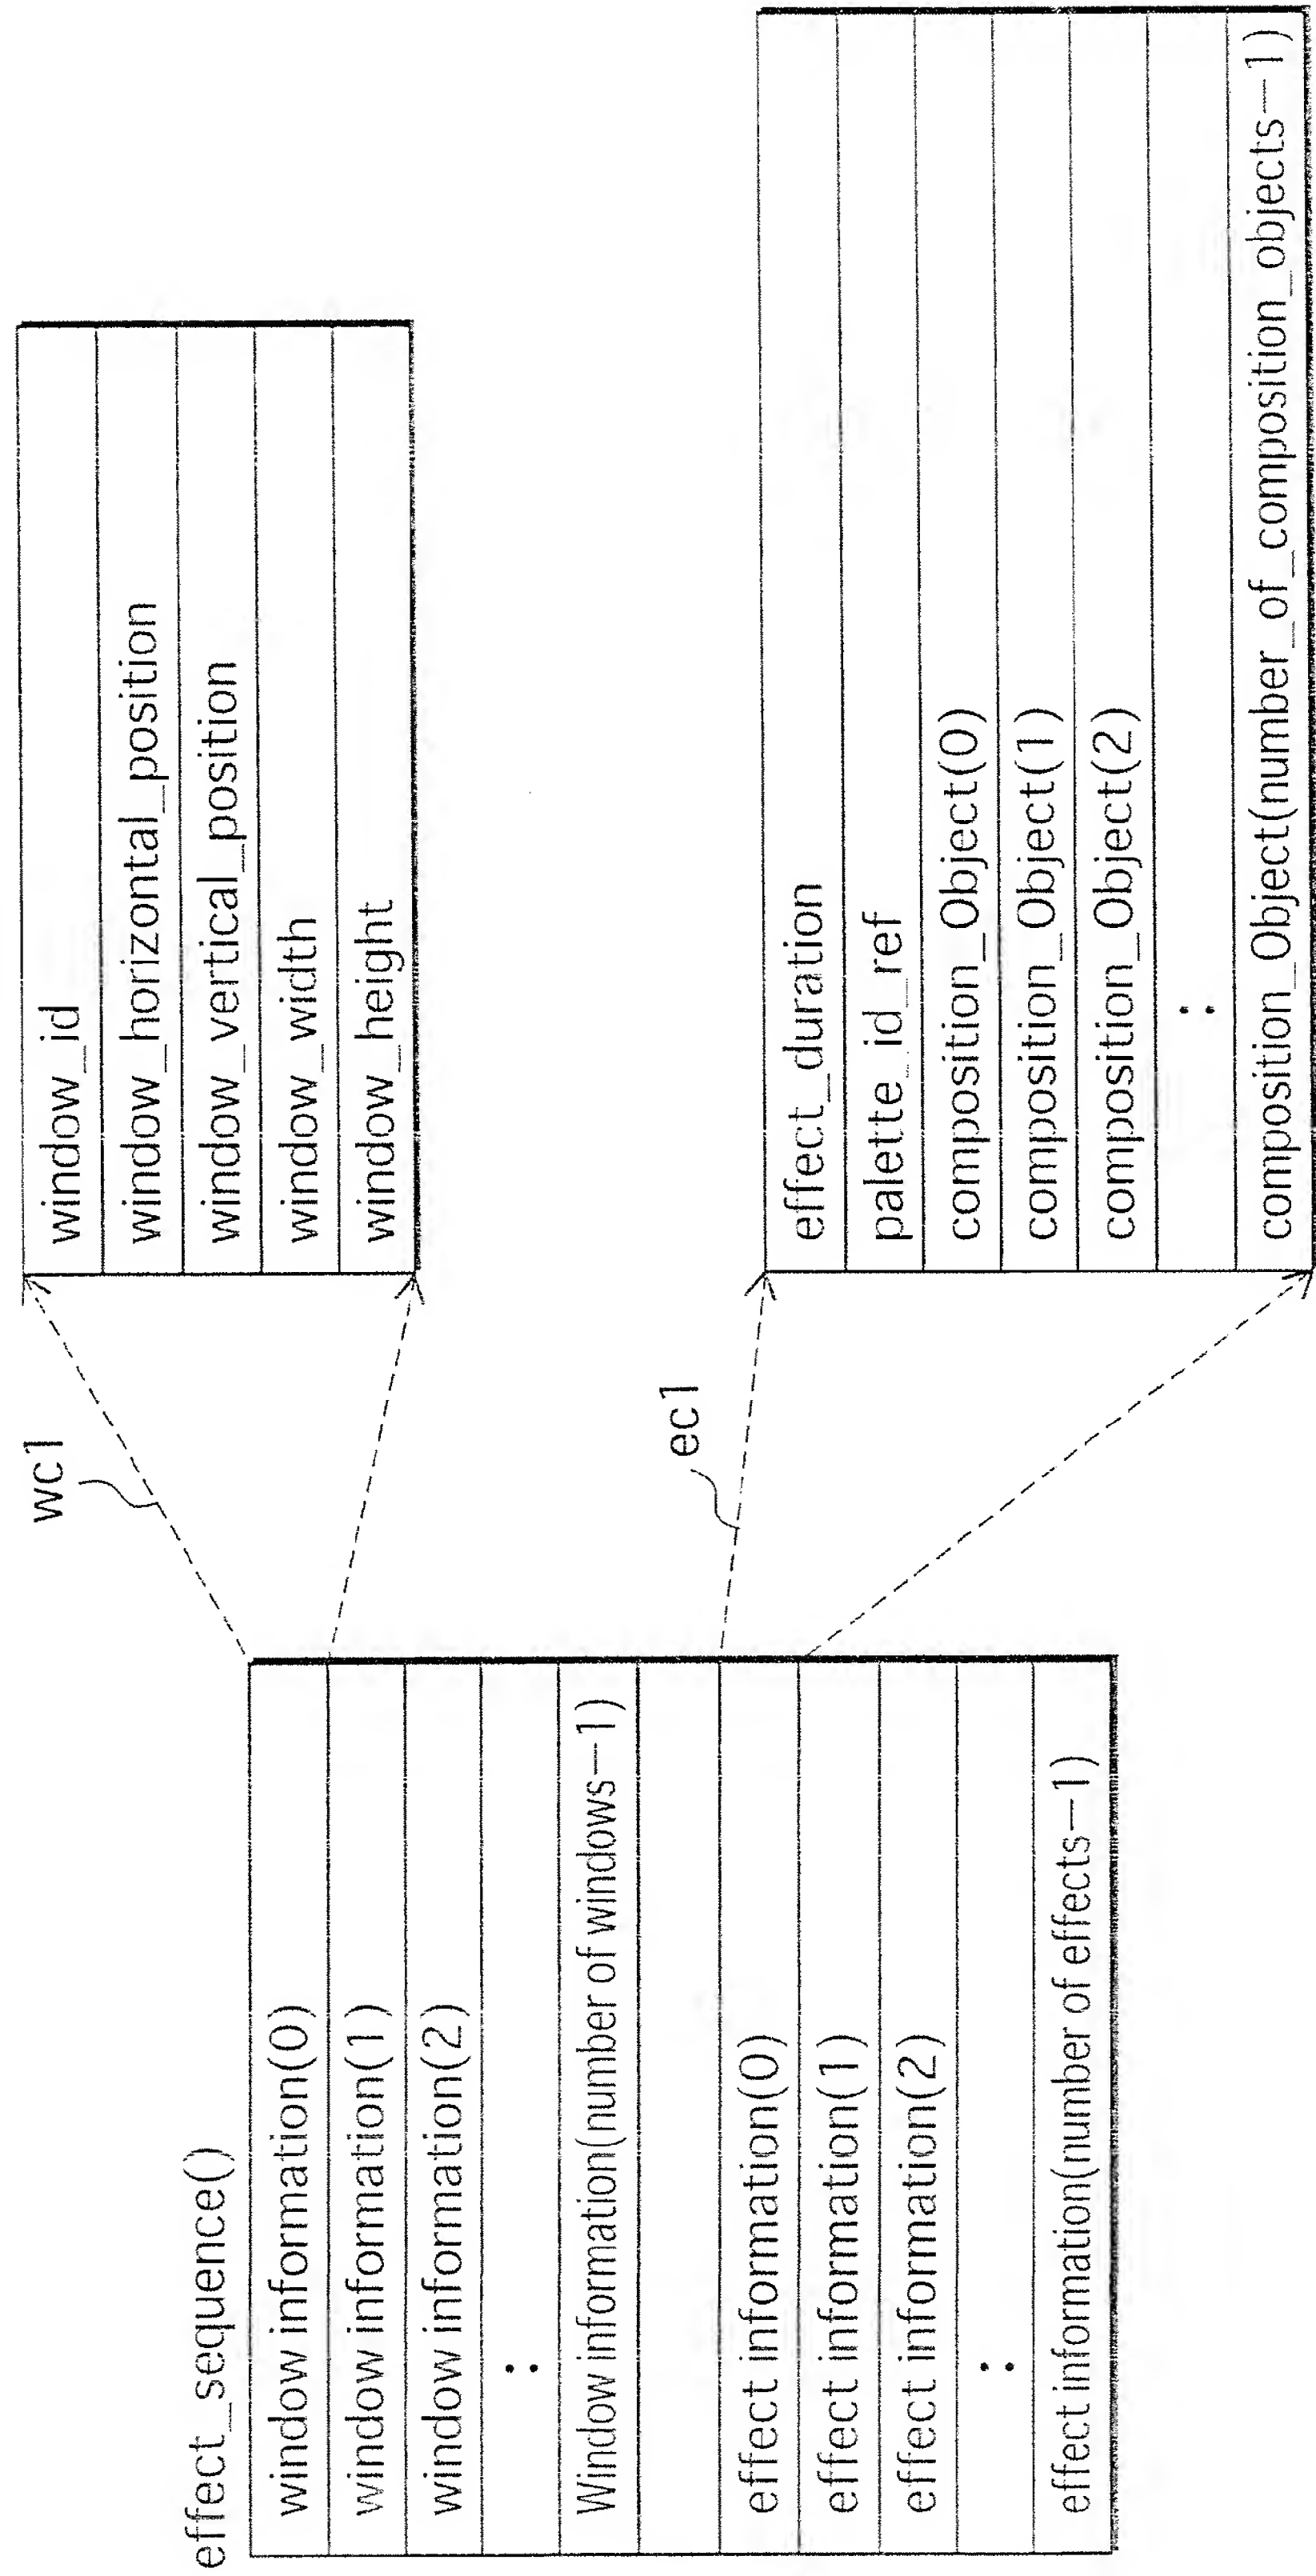 effect_sequence()
window information(0)
window information(1)
window information(2)
:
Window information(number of windows—1)
effect information(0)
effect information(1)
effect information(2)
:
effect information(number of effects—1)
wc1
window_id
window_horizontal_position
window_vertical_position
window_width
window_height
ec1
effect_duration
palette_id_ref
composition_Object(0)
composition_Object(1)
composition_Object(2)
:
composition_Object(number_of_composition_objects—1)